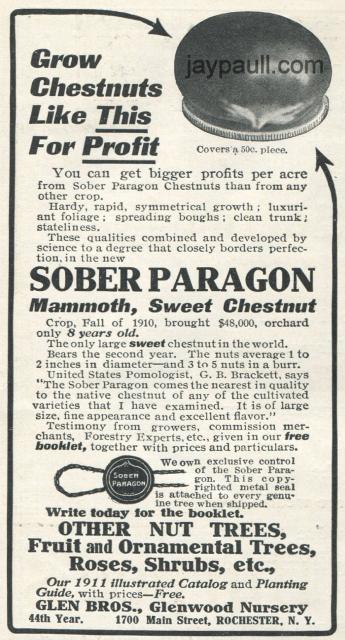 Grow
Chestnuts
Like This
For Profit
jaypaull.com
Covers a 50c. piece.
You can get bigger profits per acre
from Sober Paragon Chestnuts than from any
other crop.
Hardy, rapid, symmetrical growth; luxuri-
ant foliage; spreading boughs; clean trunk;
stateliness.
These qualities combined and developed by
science to a degree that closely borders perfec-
tion, in the new
SOBER PARAGON
Mammoth, Sweet Chestnut
Crop, Fall of 1910, brought $48,000, orchard
only 8 years old.
The only large sweet chestnut in the world.
Bears the second year. The nuts average 1 to
2 inches in diameter—and 3 to 5 nuts in a burr.
United States Pomologist, G. B. Brackett, says
"The Sober Paragon comes the nearest in quality
to the native chestnut of any of the cultivated
varieties that I have examined. It is of large
size, fine appearance and excellent flavor."
Testimony from growers, commission mer-
chants, Forestry Experts, etc., given in our free
booklet, together with prices and particulars.
SOBER
PARAGON
We own exclusive control
of the Sober Para-
gon. This copy-
righted metal seal
is attached to every genu-
ine tree when shipped.
Write today for the booklet.
OTHER NUT TREES,
Fruit and Ornamental Trees,
Roses, Shrubs, etc.,
Our 1911 illustrated Catalog and Planting
Guide, with prices—Free.
GLEN BROS., Glenwood Nursery
44th Year. 1700 Main Street, ROCHESTER, N. Y.